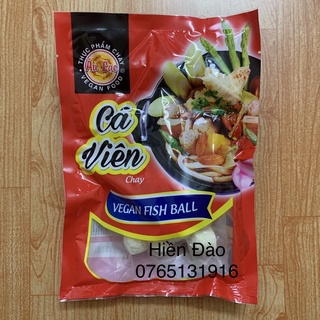 THỰC PHẨM CHAY
VEGAN FOOD
Cá
Viên
Chay
VEGAN FISH BALL
Hiền Đào
0765131916